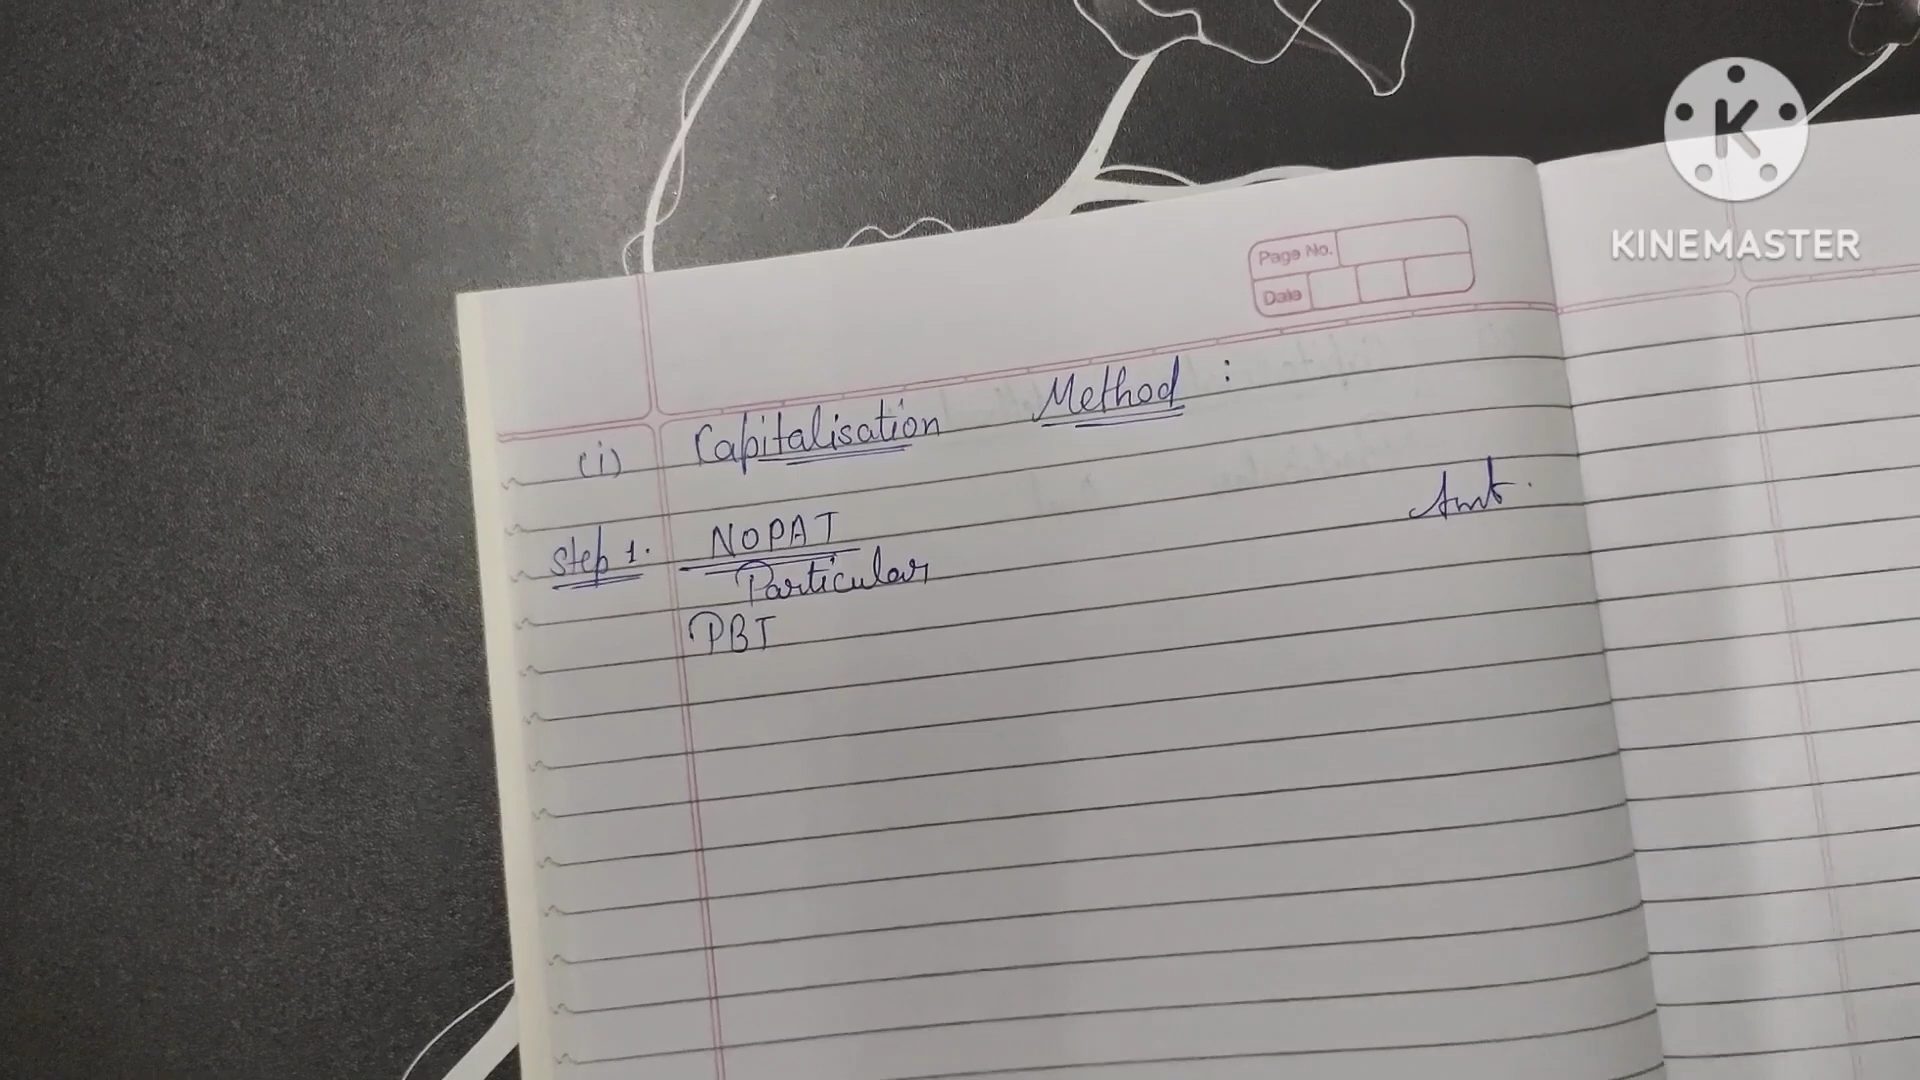 KINEMASTER
Page No.
Date
(i) Capitalisation Method :
Amt.
Step 1. NOPAT
Particular
PBT